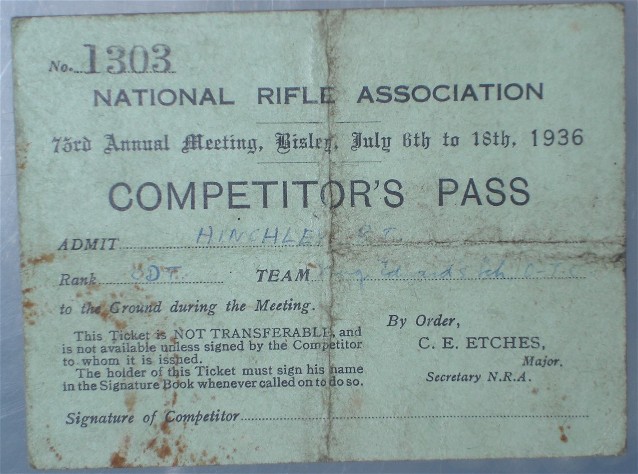 No. 1303
NATIONAL RIFLE ASSOCIATION
73rd Annual Meeting, Bisley, July 6th to 18th, 1936
COMPETITOR'S PASS
ADMIT HINCHLEY
Rank TEAM
to the Ground during the Meeting.
This Ticket is NOT TRANSFERABLE, and
is not available unless signed by the Competitor
to whom it is issued.
The holder of this Ticket must sign his name
in the Signature Book whenever called on to do so.
By Order,
C. E. ETCHES,
Major.
Secretary N.R.A.
Signature of Competitor